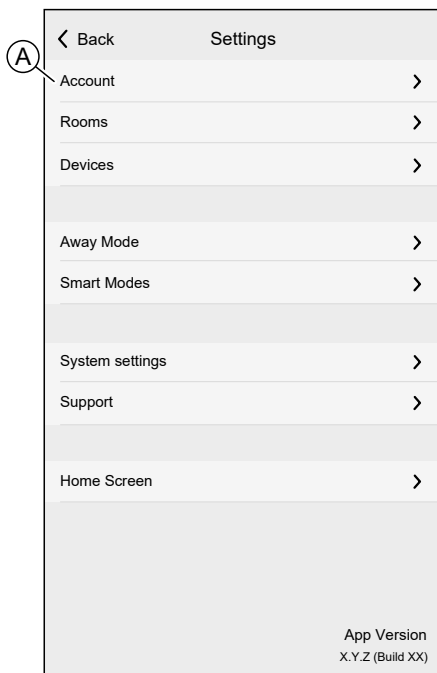 Back Settings
A
Account
Rooms
Devices
Away Mode
Smart Modes
System settings
Support
Home Screen
App Version
X.Y.Z (Build XX)